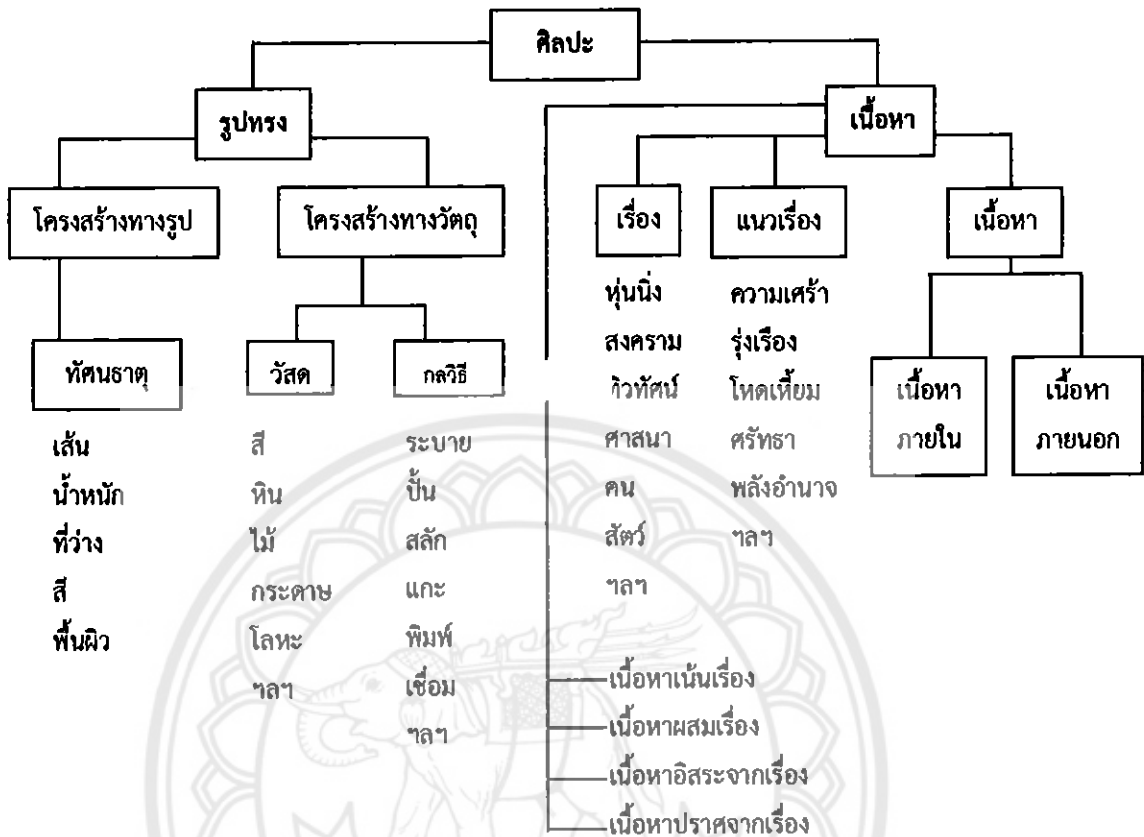 ศิลปะ
รูปทรง
เนื้อหา
โครงสร้างทางรูป
โครงสร้างทางวัตถุ
เรื่อง
แนวเรื่อง
เนื้อหา
ทัศนธาตุ
เส้น
น้ำหนัก
ที่ว่าง
สี
พื้นผิว
วัสด
สี
หิน
ไม้
กระดาษ
โลหะ
ฯลฯ
กลวิธี
ระบาย
ปั้น
สลัก
แกะ
พิมพ์
เชื่อม
ฯลฯ
หุ่นนิ่ง
สงคราม
ทิวทัศน์
ศาสนา
คน
สัตว์
ฯลฯ
ความเศร้า
รุ่งเรือง
โหดเหี้ยม
ศรัทธา
พลังอำนาจ
ฯลฯ
เนื้อหา
ภายใน
เนื้อหา
ภายนอก
เนื้อหาเน้นเรื่อง
เนื้อหาผสมเรื่อง
เนื้อหาอิสระจากเรื่อง
เนื้อหาปราศจากเรื่อง